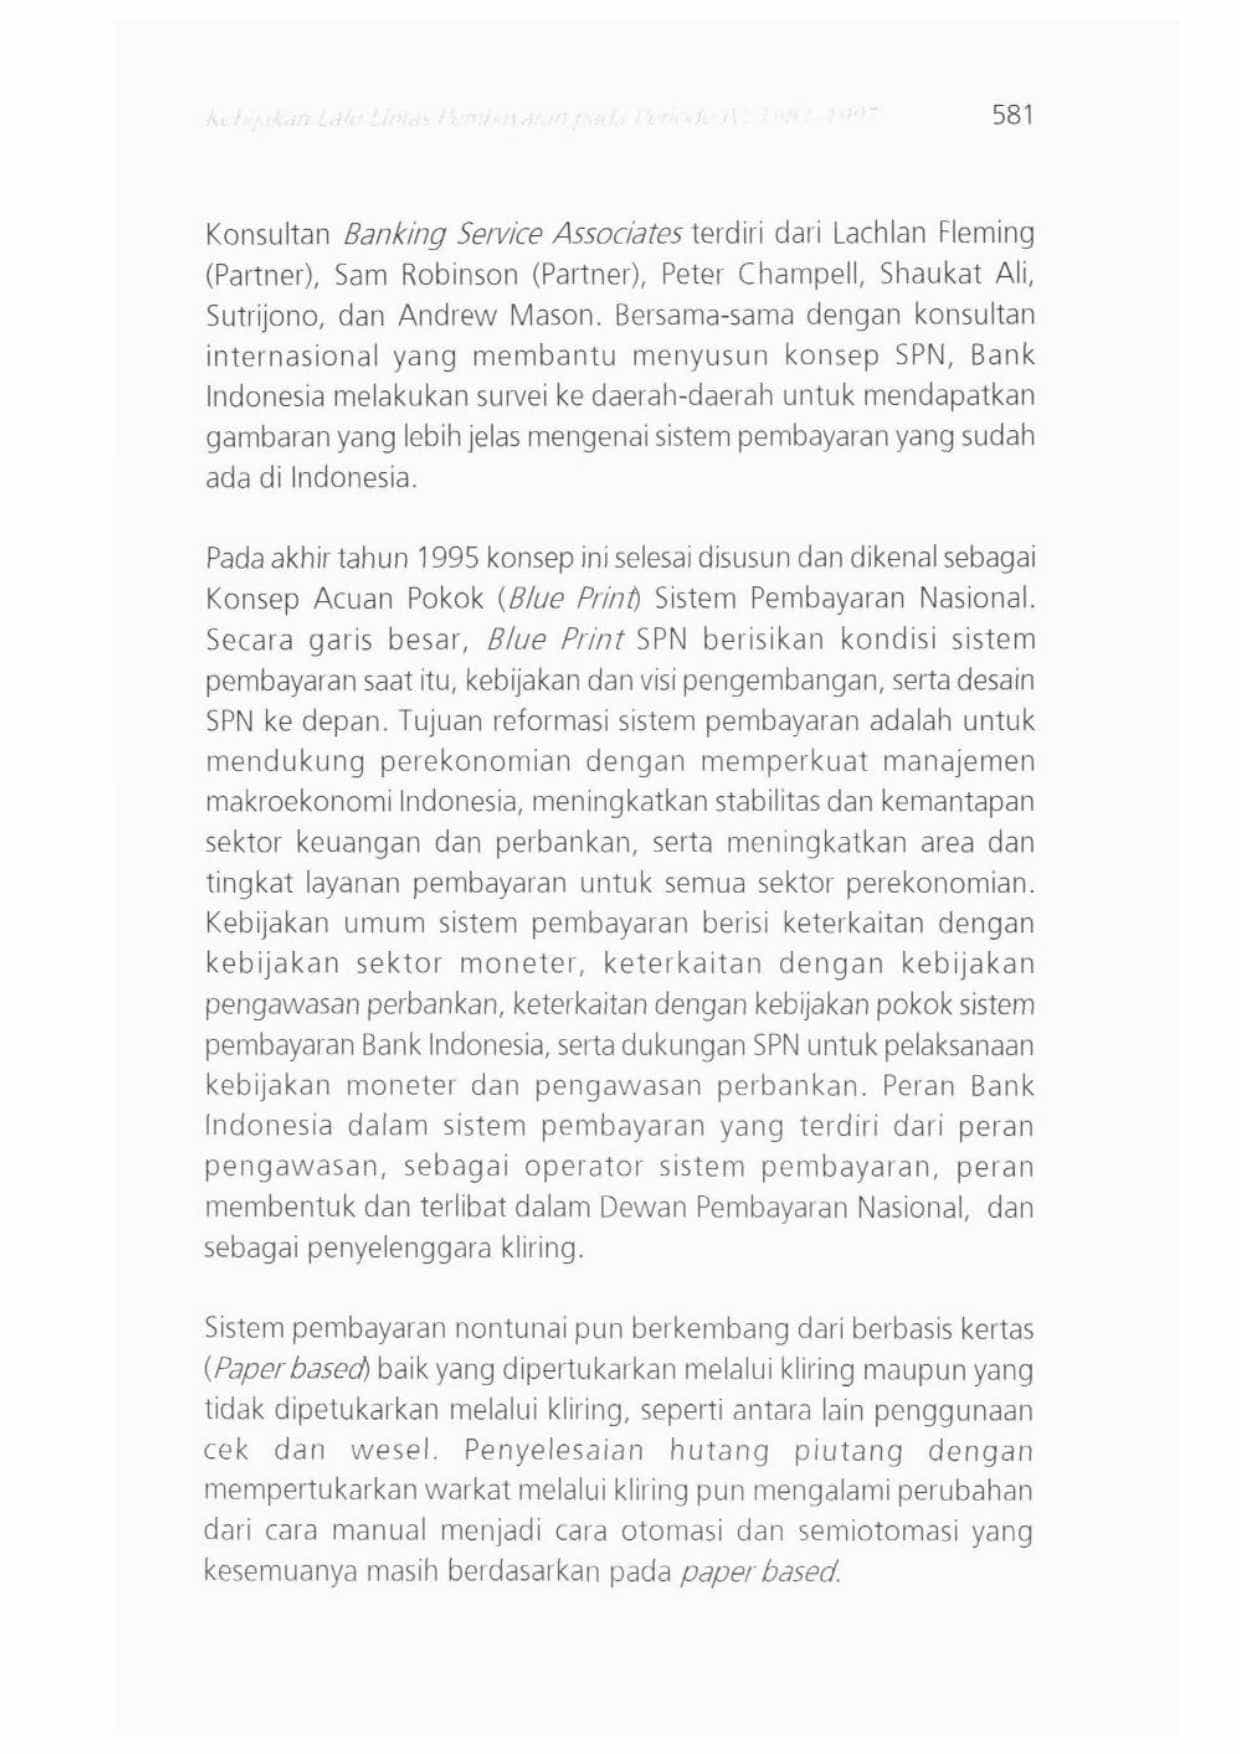 Kebijakan Lalu Lintas Pembayaran pada Periode IV: 1983-1997 581
Konsultan Banking Service Associates terdiri dari Lachlan Fleming
(Partner), Sam Robinson (Partner), Peter Champell, Shaukat Ali,
Sutrijono, dan Andrew Mason. Bersama-sama dengan konsultan
internasional yang membantu menyusun konsep SPN, Bank
Indonesia melakukan survei ke daerah-daerah untuk mendapatkan
gambaran yang lebih jelas mengenai sistem pembayaran yang sudah
ada di Indonesia.
Pada akhir tahun 1995 konsep ini selesai disusun dan dikenal sebagai
Konsep Acuan Pokok (Blue Print) Sistem Pembayaran Nasional.
Secara garis besar, Blue Print SPN berisikan kondisi sistem
pembayaran saat itu, kebijakan dan visi pengembangan, serta desain
SPN ke depan. Tujuan reformasi sistem pembayaran adalah untuk
mendukung perekonomian dengan memperkuat manajemen
makroekonomi Indonesia, meningkatkan stabilitas dan kemantapan
sektor keuangan dan perbankan, serta meningkatkan area dan
tingkat layanan pembayaran untuk semua sektor perekonomian.
Kebijakan umum sistem pembayaran berisi keterkaitan dengan
kebijakan sektor moneter, keterkaitan dengan kebijakan
pengawasan perbankan, keterkaitan dengan kebijakan pokok sistem
pembayaran Bank Indonesia, serta dukungan SPN untuk pelaksanaan
kebijakan moneter dan pengawasan perbankan. Peran Bank
Indonesia dalam sistem pembayaran yang terdiri dari peran
pengawasan, sebagai operator sistem pembayaran, peran
membentuk dan terlibat dalam Dewan Pembayaran Nasional, dan
sebagai penyelenggara kliring.
Sistem pembayaran nontunai pun berkembang dari berbasis kertas
(Paper based) baik yang dipertukarkan melalui kliring maupun yang
tidak dipetukarkan melalui kliring, seperti antara lain penggunaan
cek dan wesel. Penyelesaian hutang piutang dengan
mempertukarkan warkat melalui kliring pun mengalami perubahan
dari cara manual menjadi cara otomasi dan semiotomasi yang
kesemuanya masih berdasarkan pada paper based.